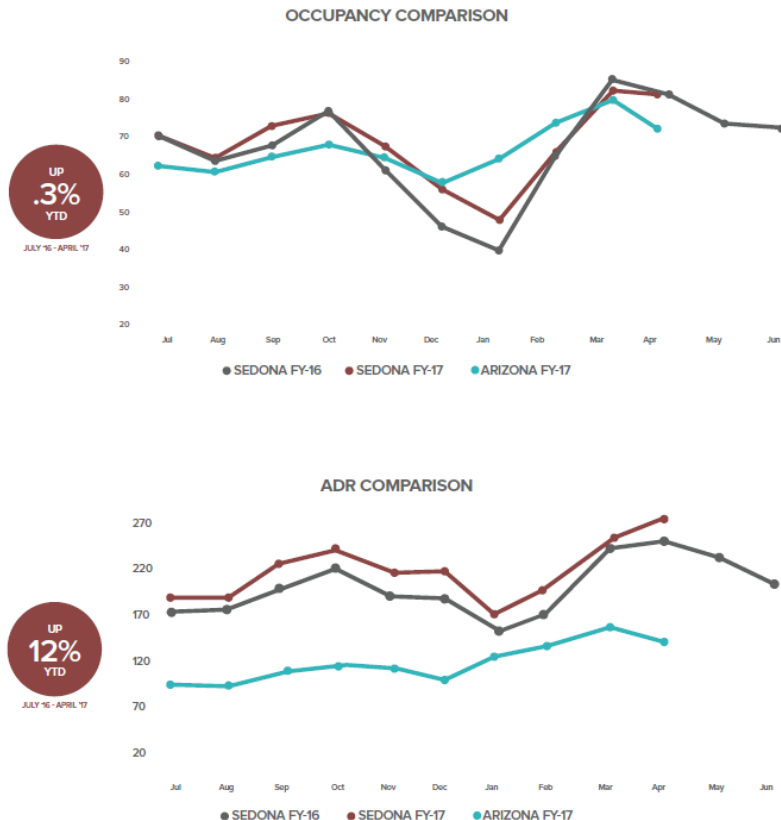 OCCUPANCY COMPARISON
90
80
70
60
50
40
30
20
UP
.3%
YTD
JULY '16 - APRIL '17
Jul Aug Sep Oct Nov Dec Jan Feb Mar Apr May Jun
SEDONA FY-16 SEDONA FY-17 ARIZONA FY-17
ADR COMPARISON
270
220
170
120
70
20
UP
12%
YTD
JULY '16 - APRIL '17
Jul Aug Sep Oct Nov Dec Jan Feb Mar Apr May Jun
SEDONA FY-16 SEDONA FY-17 ARIZONA FY-17